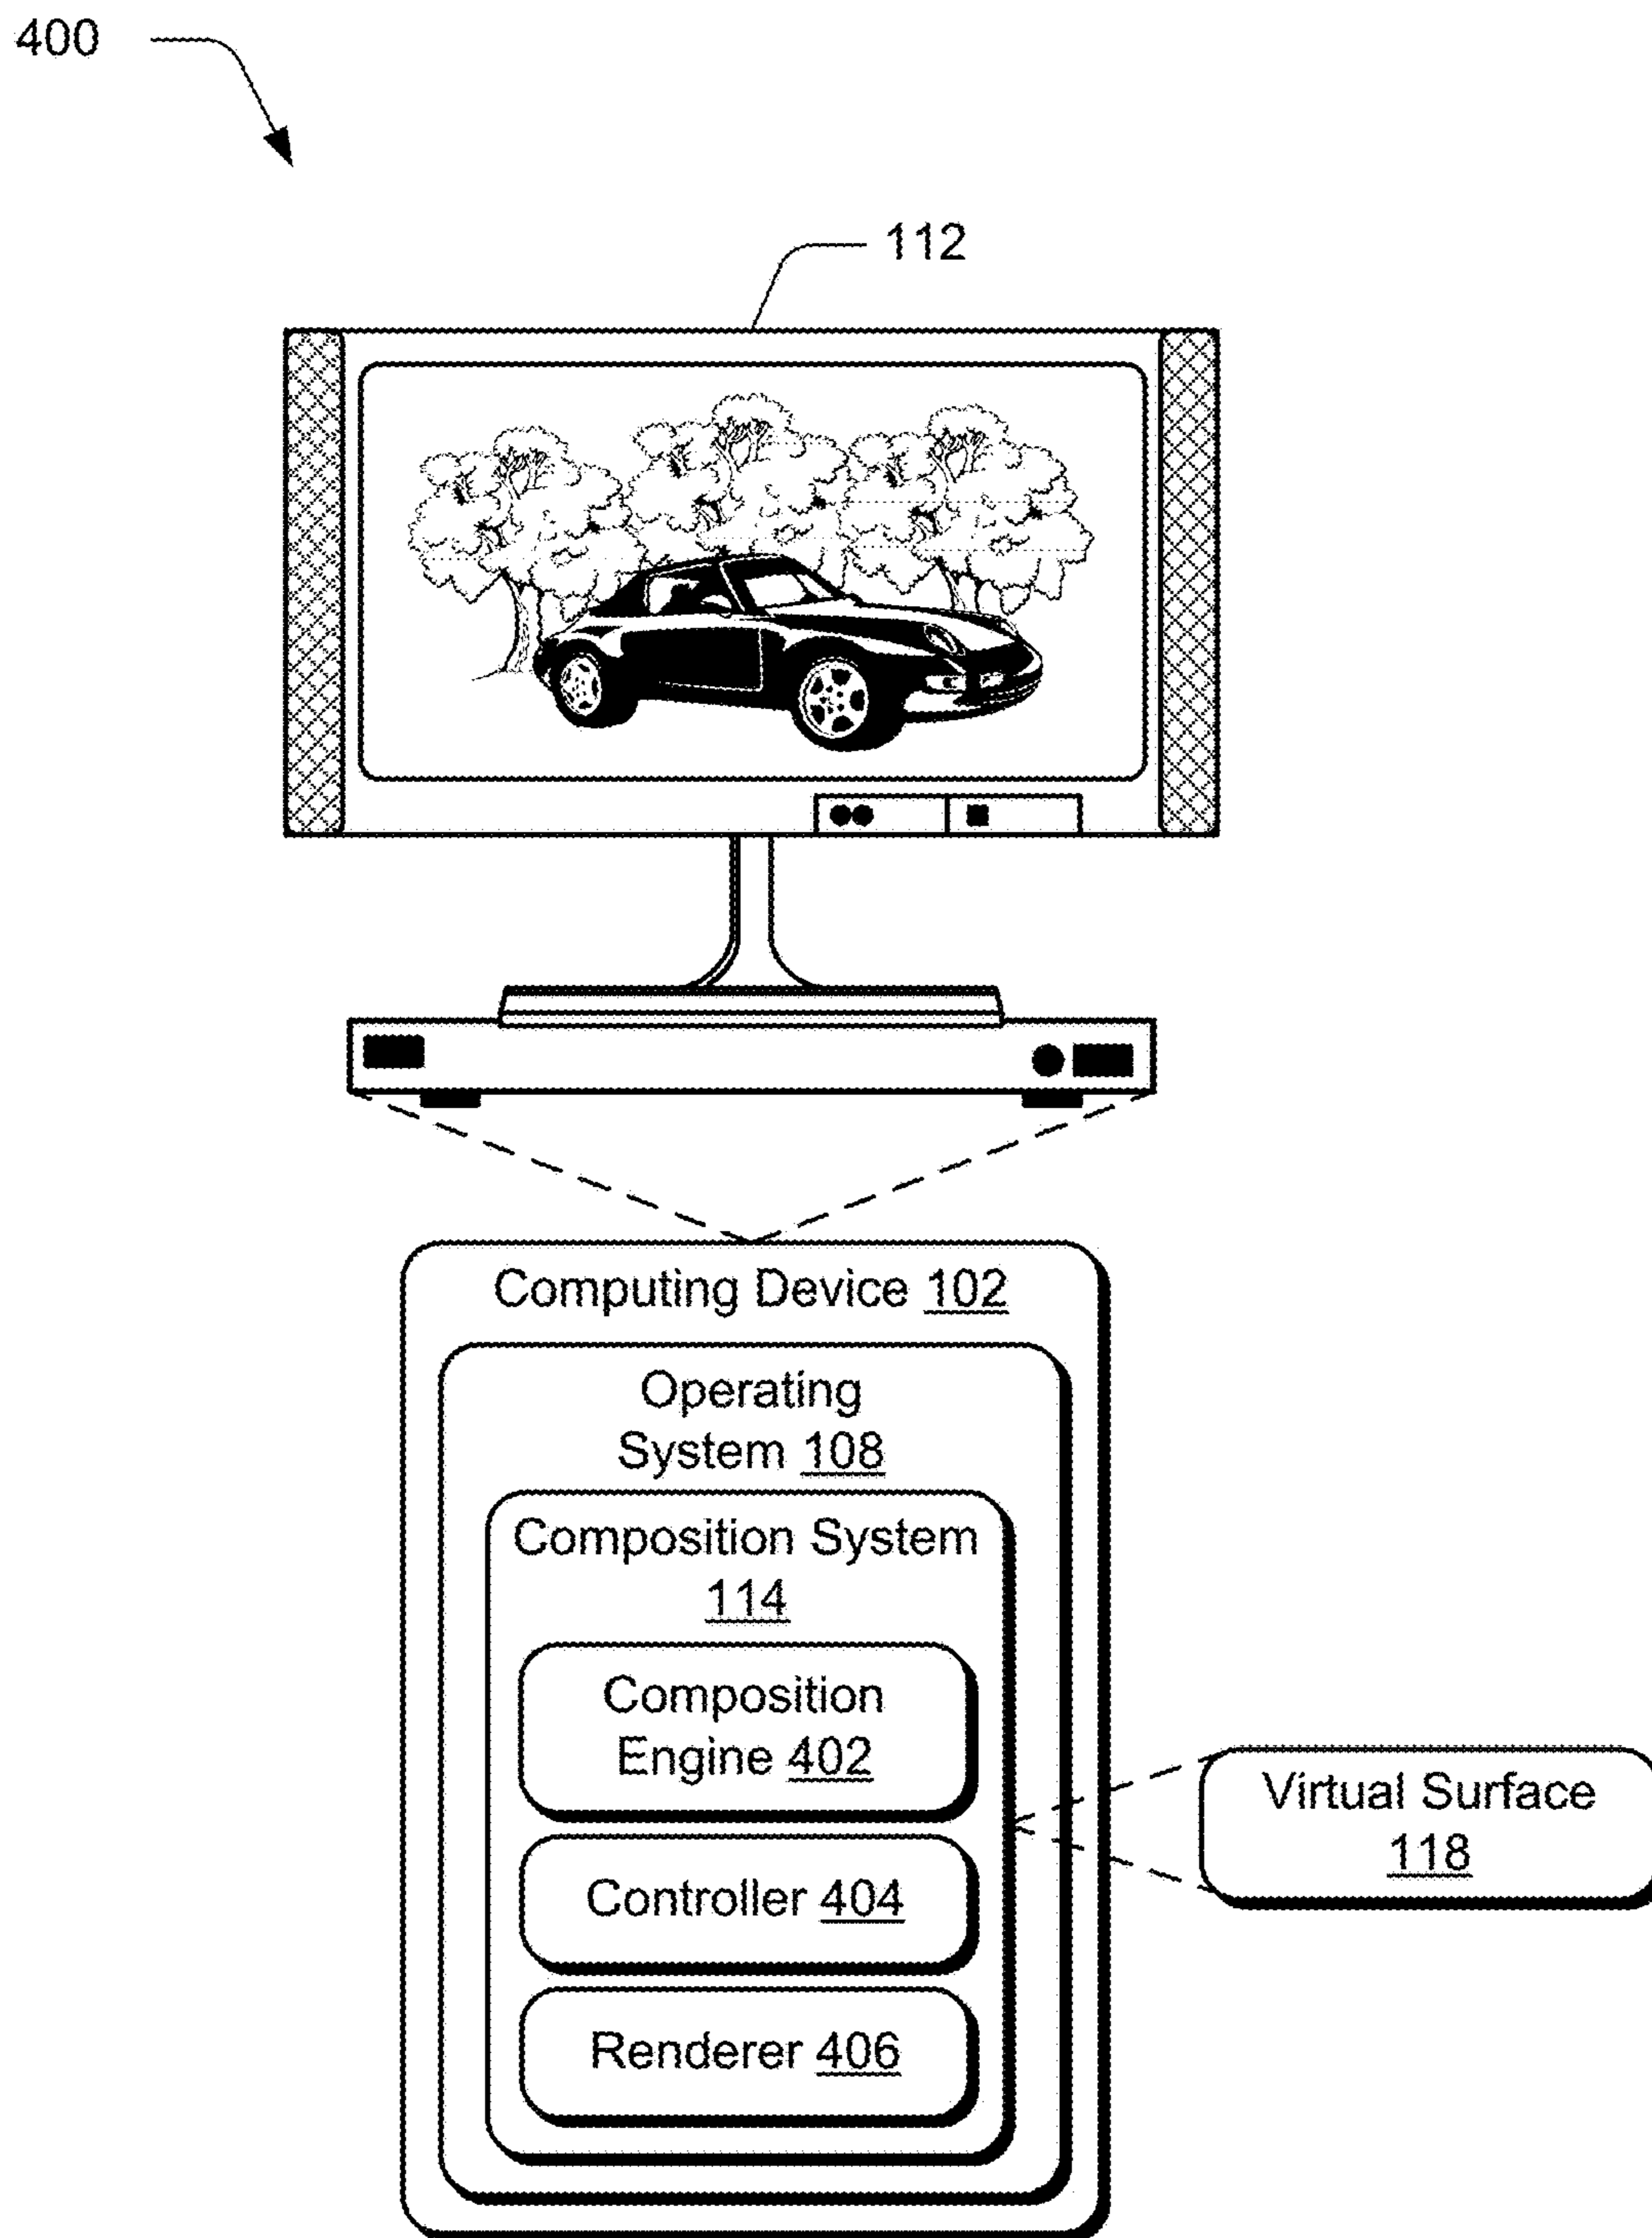 400
112
Computing Device 102
Operating
System 108
Composition System
114
Composition
Engine 402
Controller 404
Renderer 406
Virtual Surface
118